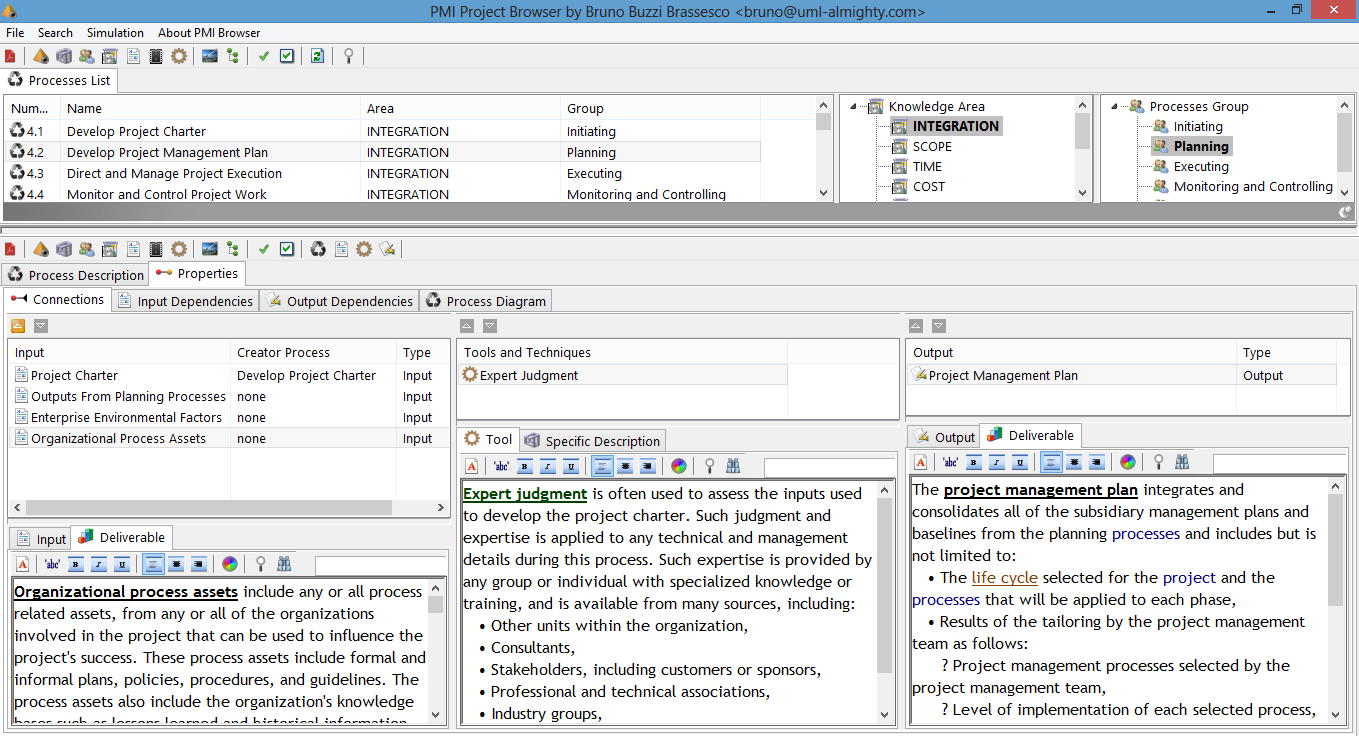 PMI Project Browser by Bruno Buzzi Brassesco <bruno@uml-almighty.com>
File Search Simulation About PMI Browser
Processes List
Num... Name Area Group
4.1 Develop Project Charter INTEGRATION Initiating
4.2 Develop Project Management Plan INTEGRATION Planning
4.3 Direct and Manage Project Execution INTEGRATION Executing
4.4 Monitor and Control Project Work INTEGRATION Monitoring and Controlling
Knowledge Area
INTEGRATION
SCOPE
TIME
COST
Processes Group
Initiating
Planning
Executing
Monitoring and Controlling
Process Description Properties
Connections Input Dependencies Output Dependencies Process Diagram
Input Creator Process Type
Project Charter Develop Project Charter Input
Outputs From Planning Processes none Input
Enterprise Environmental Factors none Input
Organizational Process Assets none Input
Input Deliverable
'abc' B I U
Organizational process assets include any or all process
related assets, from any or all of the organizations
involved in the project that can be used to influence the
project's success. These process assets include formal and
informal plans, policies, procedures, and guidelines. The
process assets also include the organization's knowledge
bases such as lessons learned and historical information
Tools and Techniques
Expert Judgment
Tool Specific Description
'abc' B I U
Expert judgment is often used to assess the inputs used
to develop the project charter. Such judgment and
expertise is applied to any technical and management
details during this process. Such expertise is provided by
any group or individual with specialized knowledge or
training, and is available from many sources, including:
• Other units within the organization,
• Consultants,
• Stakeholders, including customers or sponsors,
• Professional and technical associations,
• Industry groups,
Output Type
Project Management Plan Output
Output Deliverable
'abc' B I U
The project management plan integrates and
consolidates all of the subsidiary management plans and
baselines from the planning processes and includes but is
not limited to:
• The life cycle selected for the project and the
processes that will be applied to each phase,
• Results of the tailoring by the project management
team as follows:
? Project management processes selected by the
project management team,
? Level of implementation of each selected process,